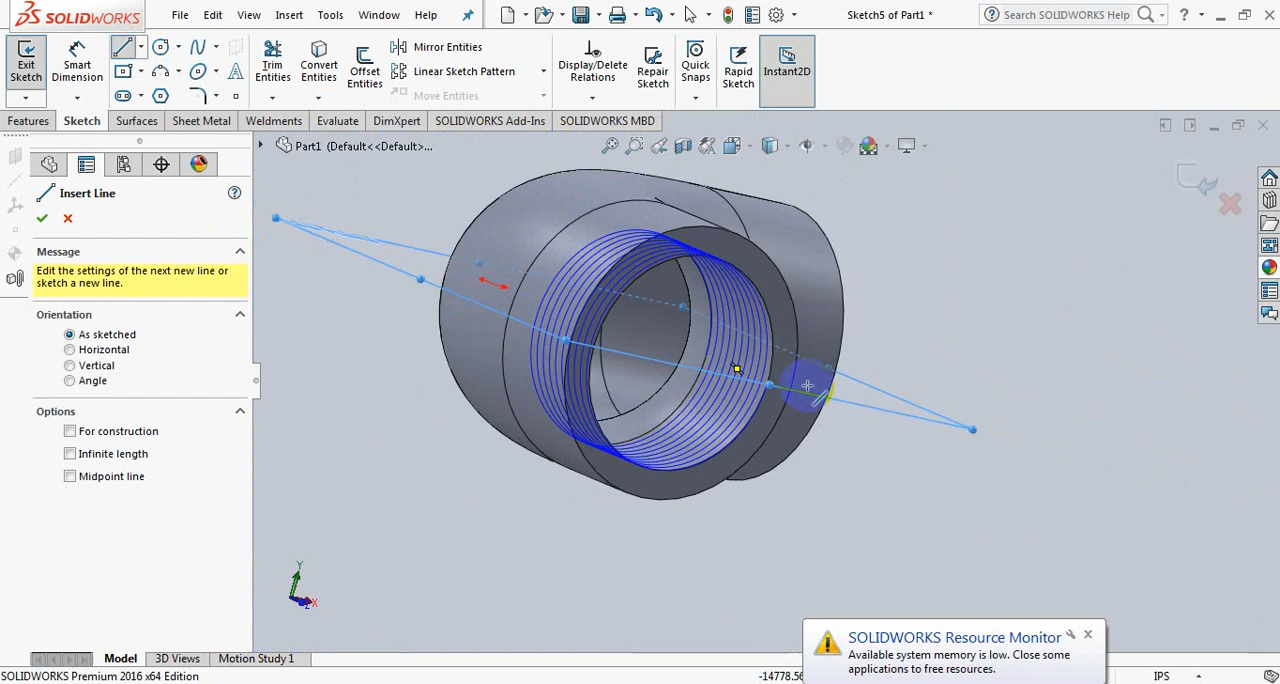 SOLIDWORKS
File Edit View Insert Tools Window Help
Sketch5 of Part1 *
Search SOLIDWORKS Help
Exit Sketch
Smart Dimension
Trim Entities
Convert Entities
Offset Entities
Mirror Entities
Linear Sketch Pattern
Move Entities
Display/Delete Relations
Repair Sketch
Quick Snaps
Rapid Sketch
Instant2D
Features Sketch Surfaces Sheet Metal Weldments Evaluate DimXpert SOLIDWORKS Add-Ins SOLIDWORKS MBD
Part1 (Default<<Default>...
Insert Line
Message
Edit the settings of the next new line or
sketch a new line.
Orientation
As sketched
Horizontal
Vertical
Angle
Options
For construction
Infinite length
Midpoint line
Y
X
SOLIDWORKS Resource Monitor
Available system memory is low. Close some
applications to free resources.
Model 3D Views Motion Study 1
SOLIDWORKS Premium 2016 x64 Edition
-14778.56
IPS